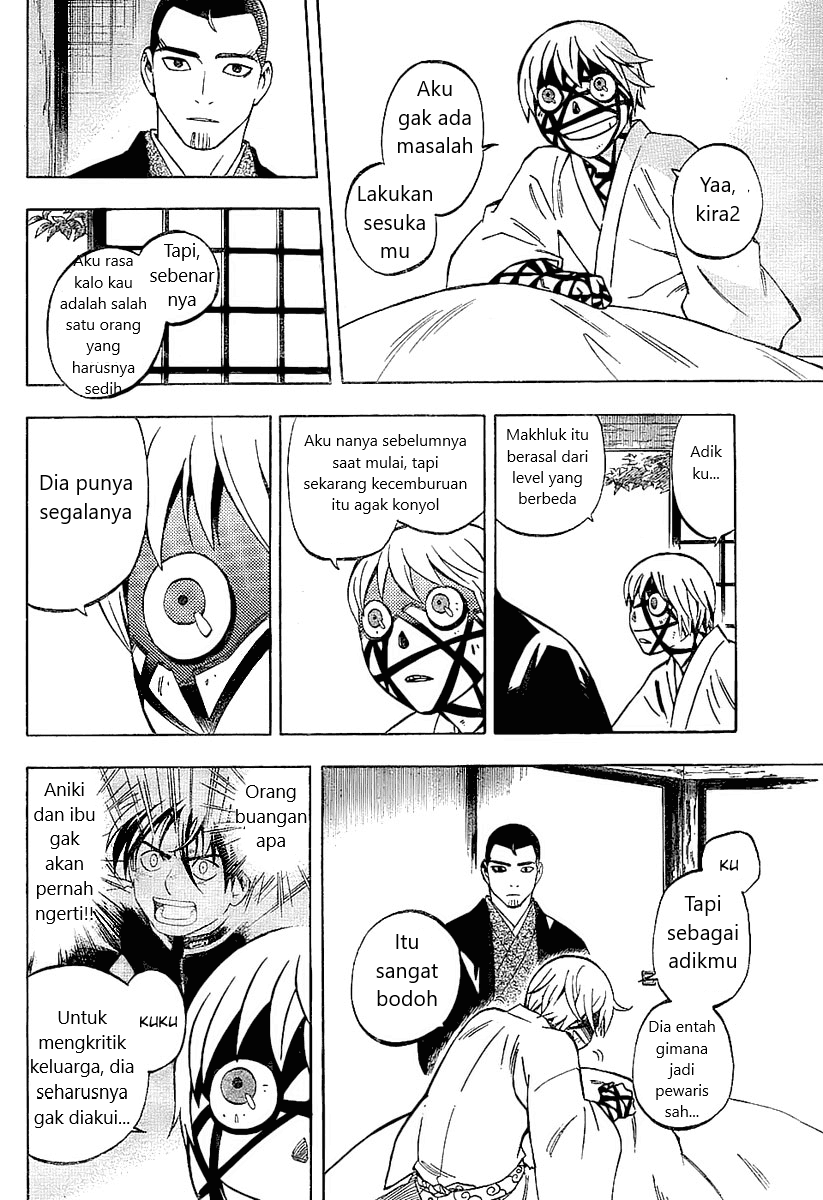 Yaa,
kira2
Aku
gak ada
masalah
Lakukan
sesuka
mu
Tapi,
sebenar
nya
Aku rasa
kalo kau
adalah salah
satu orang
yang
harusnya
sedih
Adik
ku...
Makhluk itu
berasal dari
level yang
berbeda
Aku nanya sebelumnya
saat mulai, tapi
sekarang kecemburuan
itu agak konyol
Dia punya
segalanya
KU
Tapi
sebagai
adikmu
Dia entah
gimana
jadi
pewaris
sah...
Itu
sangat
bodoh
Orang
buangan
apa
Aniki
dan ibu
gak
akan
pernah
ngerti!!
KUKU
Untuk
mengkritik
keluarga, dia
seharusnya
gak diakui...